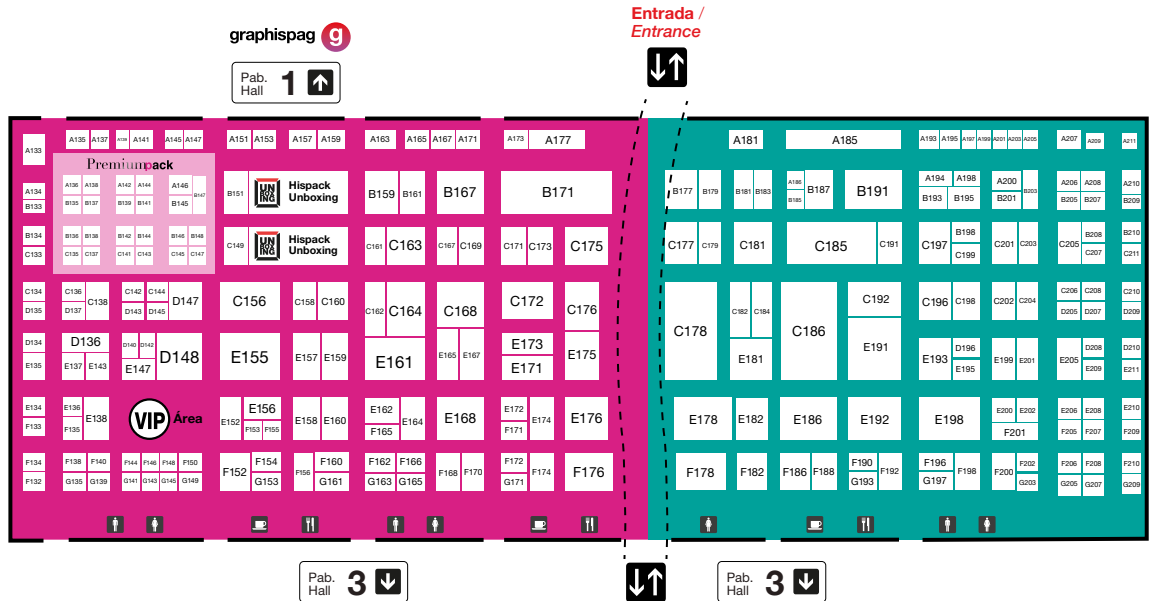 Entrada /
Entrance
graphispag g
Pab.
Hall 1
A135 A137 A139 A141 A145 A147 A151 A153 A157 A159 A163 A165 A167 A171 A173 A177 A181 A185 A193 A195 A197 A199 A201 A203 A205 A207 A209 A211
A133
Premiumpack
A134 A136 A138 A142 A144 A146 B147 B151 UNBOXING Hispack B159 B161 B167 B171 B177 B179 B181 B183 A186 B187 B191 A194 A198 A200 B203 A206 A208 A210
B133 B135 B137 B139 B141 B145 Unboxing B185 B193 B195 B201 B205 B207 B209
B134 B136 B138 B142 B144 B146 B148 C149 UNBOXING Hispack C161 C163 C167 C169 C171 C173 C175 C177 C179 C181 C185 C191 C197 B198 C201 C203 C205 B208 B210
C133 C135 C137 C141 C143 C145 C147 Unboxing C199 C207 C211
C134 C136 C138 C142 C144 D147 C156 C158 C160 C162 C164 C168 C172 C176 C178 C182 C184 C186 C192 C196 C198 C202 C204 C206 C208 C210
D135 D137 D143 D145 D205 D207 D209
D134 D136 D140 D142 D148 E155 E157 E159 E161 E165 E167 E173 E175 E181 E191 E193 D196 E199 E201 E205 D208 D210
E135 E137 E143 E147 E171 E195 E209 E211
E134 E136 E138 VIP Área E152 E156 E158 E160 E162 E164 E168 E172 E174 E176 E178 E182 E186 E192 E198 E200 E202 E206 E208 E210
F133 F135 F153 F155 F165 F171 F201 F205 F207 F209
F134 F138 F140 F144 F146 F148 F150 F152 F154 F156 F160 F162 F166 F168 F170 F172 F174 F176 F178 F182 F186 F188 F190 F192 F196 F198 F200 F202 F206 F208 F210
F132 G135 G139 G141 G143 G145 G149 G153 G161 G163 G165 G171 G193 G197 G203 G205 G207 G209
Pab.
Hall 3
Pab.
Hall 3